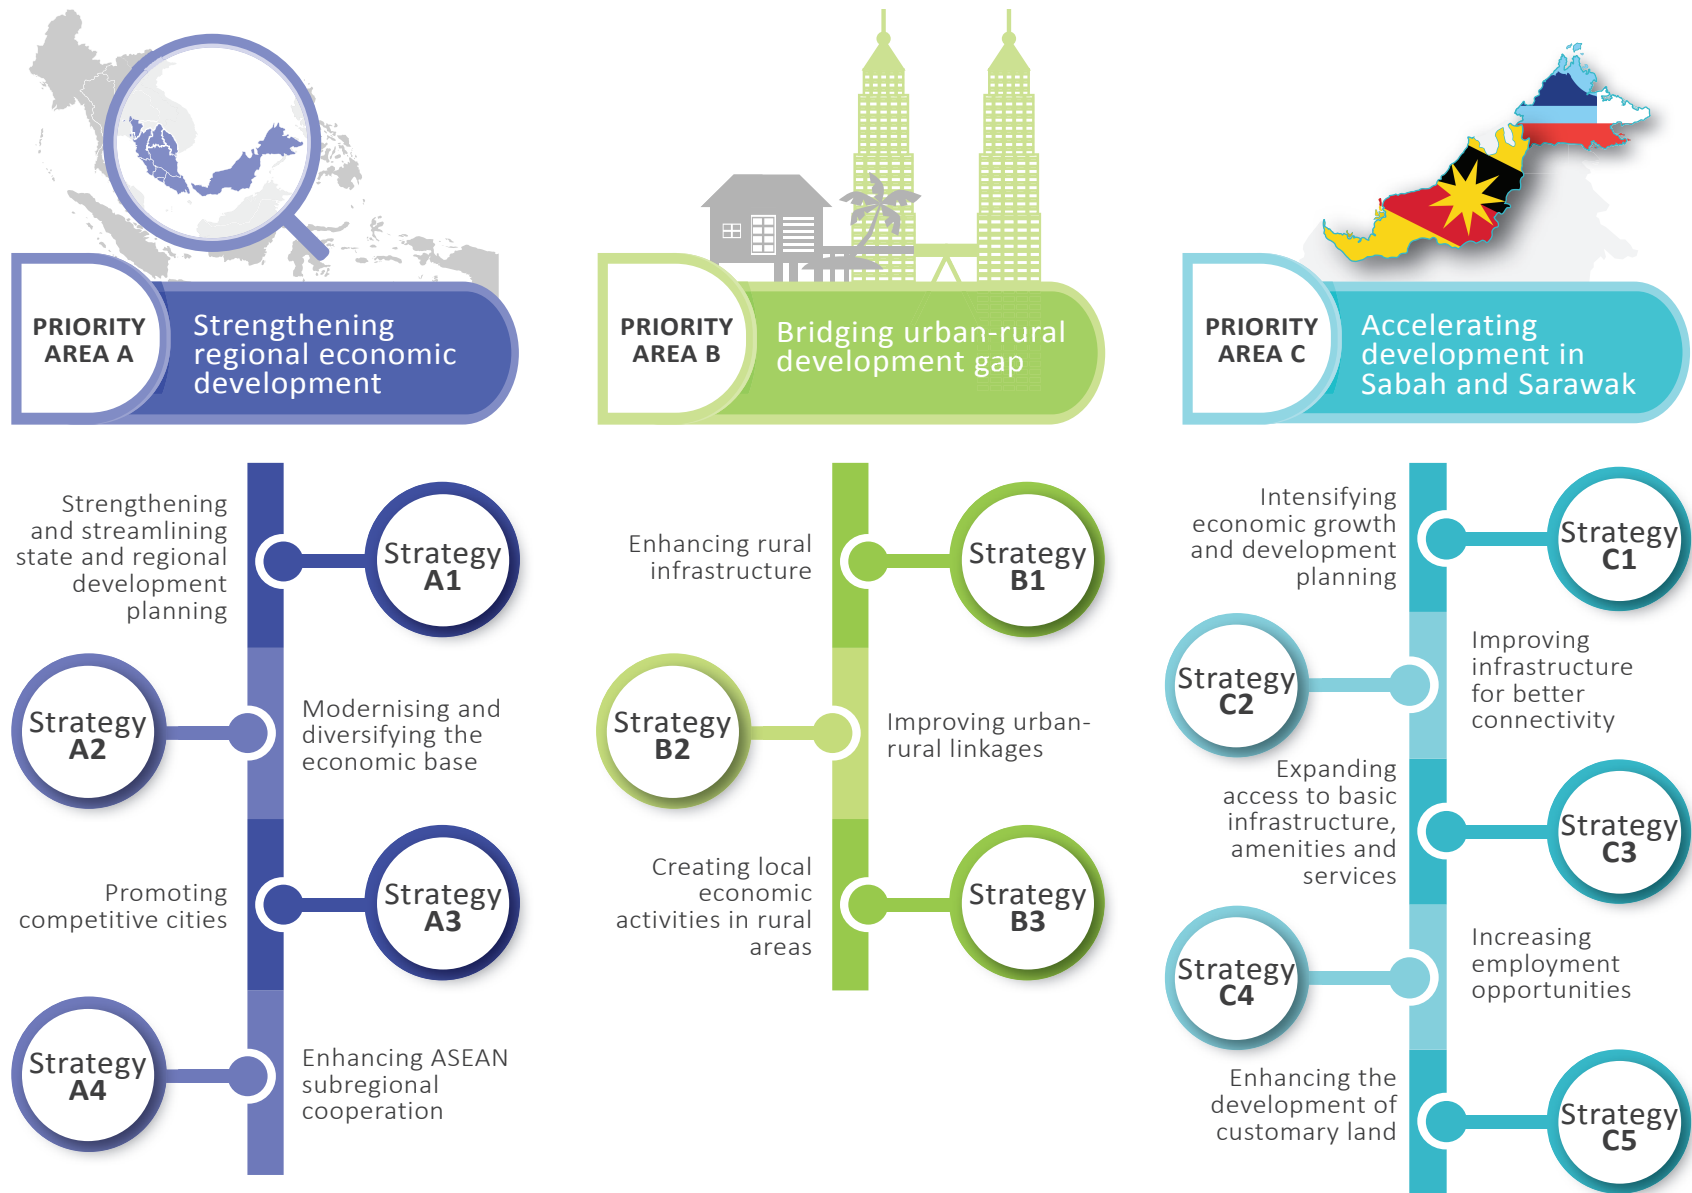 PRIORITY
AREA A
Strengthening
regional economic
development
Strengthening
and streamlining
state and regional
development
planning
Strategy
A1
Strategy
A2
Modernising and
diversifying the
economic base
Promoting
competitive cities
Strategy
A3
Strategy
A4
Enhancing ASEAN
subregional
cooperation
PRIORITY
AREA B
Bridging urban-rural
development gap
Enhancing rural
infrastructure
Strategy
B1
Strategy
B2
Improving urban-
rural linkages
Creating local
economic
activities in rural
areas
Strategy
B3
PRIORITY
AREA C
Accelerating
development in
Sabah and Sarawak
Intensifying
economic growth
and development
planning
Strategy
C1
Strategy
C2
Improving
infrastructure
for better
connectivity
Expanding
access to basic
infrastructure,
amenities and
services
Strategy
C3
Strategy
C4
Increasing
employment
opportunities
Enhancing the
development of
customary land
Strategy
C5